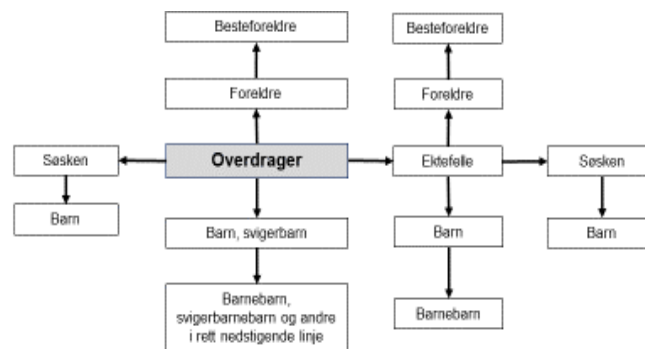 Besteforeldre
Besteforeldre
Foreldre
Foreldre
Søsken
Overdrager
Ektefelle
Søsken
Barn
Barn, svigerbarn
Barn
Barn
Barnebarn,
svigerbarnebarn og andre
i rett nedstigende linje
Barnebarn